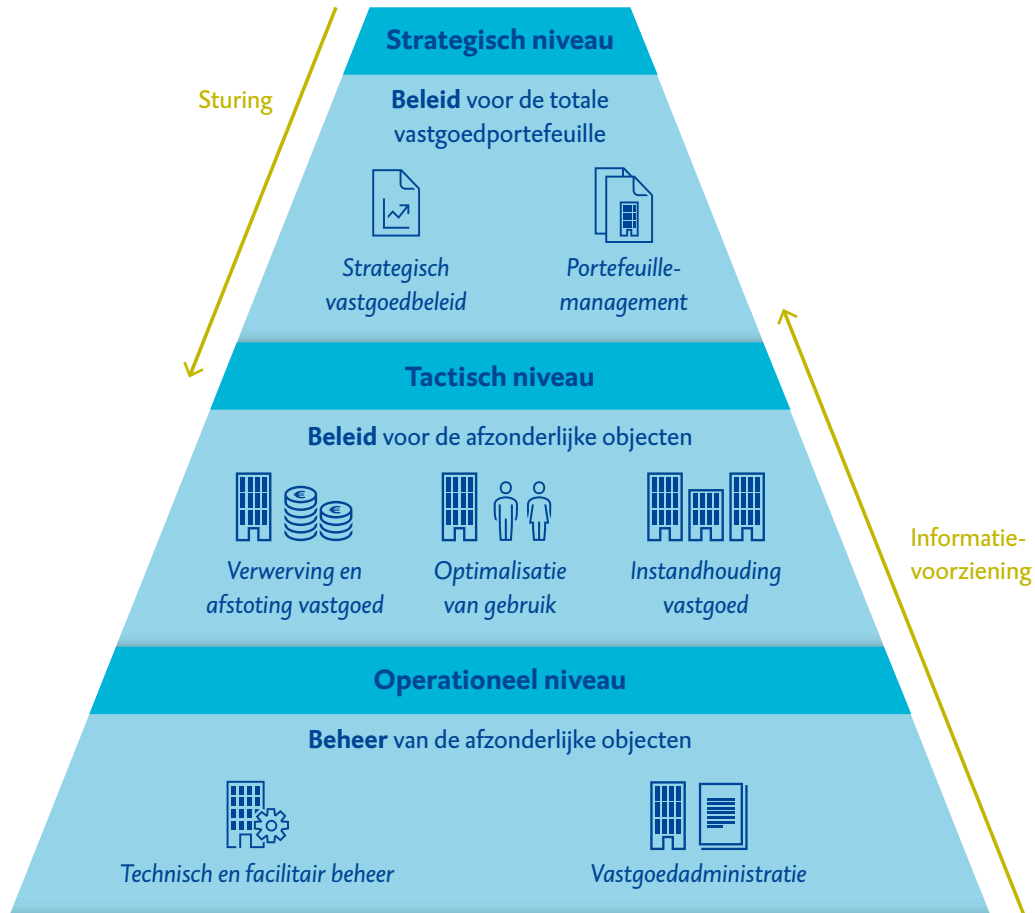 Strategisch niveau
Sturing
Beleid voor de totale
vastgoedportefeuille
Strategisch
vastgoedbeleid
Portefeuille-
management
Tactisch niveau
Beleid voor de afzonderlijke objecten
€
€
Verwerving en
afstoting vastgoed
Optimalisatie
van gebruik
Instandhouding
vastgoed
Informatie-
voorziening
Operationeel niveau
Beheer van de afzonderlijke objecten
Technisch en facilitair beheer
Vastgoedadministratie